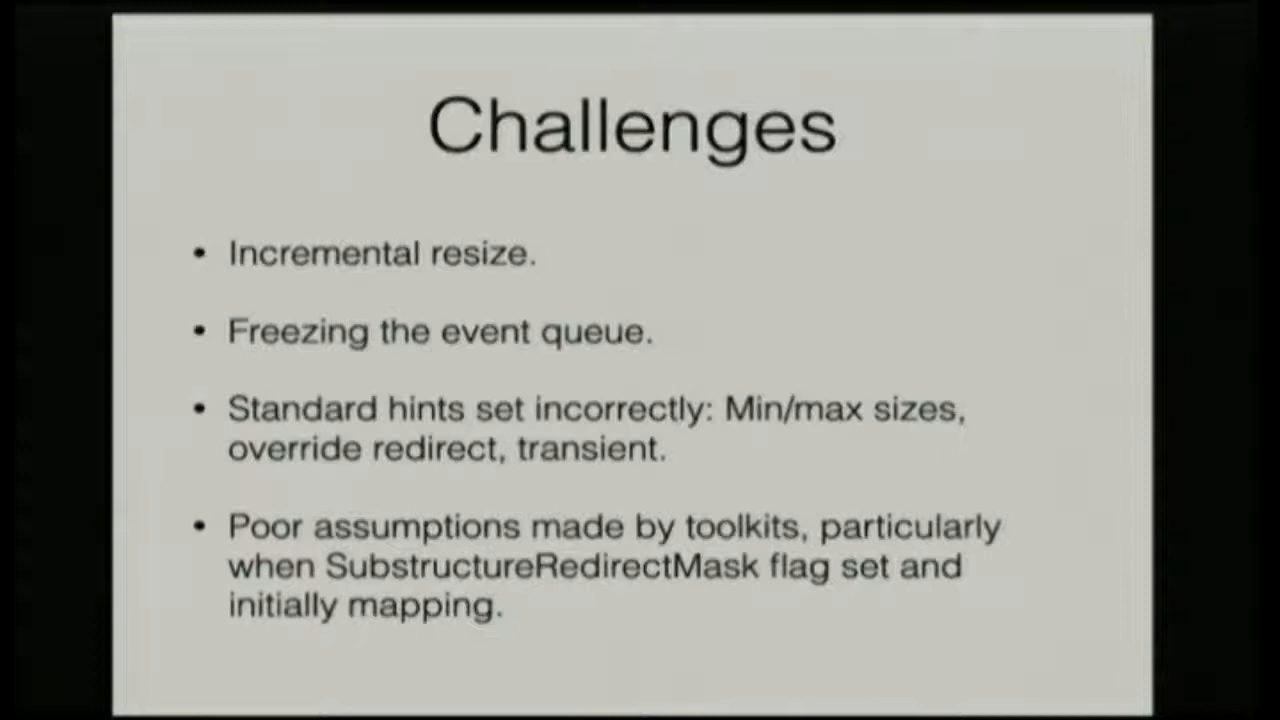 Challenges
• Incremental resize.
• Freezing the event queue.
• Standard hints set incorrectly: Min/max sizes,
override redirect, transient.
• Poor assumptions made by toolkits, particularly
when SubstructureRedirectMask flag set and
initially mapping.